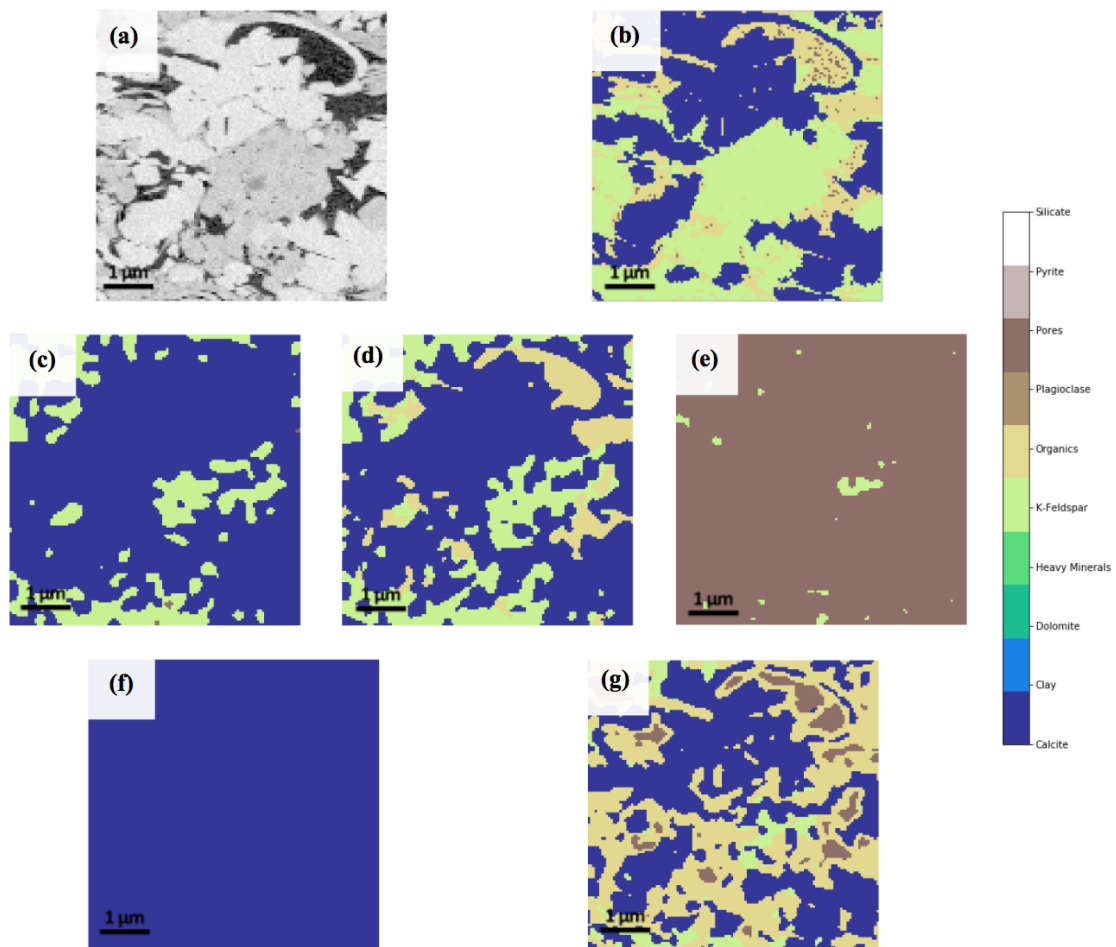 (a)
1 μm
(b)
1 μm
(c)
1 μm
(d)
1 μm
(e)
1 μm
(f)
1 μm
(g)
1 μm
Silicate
Pyrite
Pores
Plagioclase
Organics
K-Feldspar
Heavy Minerals
Dolomite
Clay
Calcite